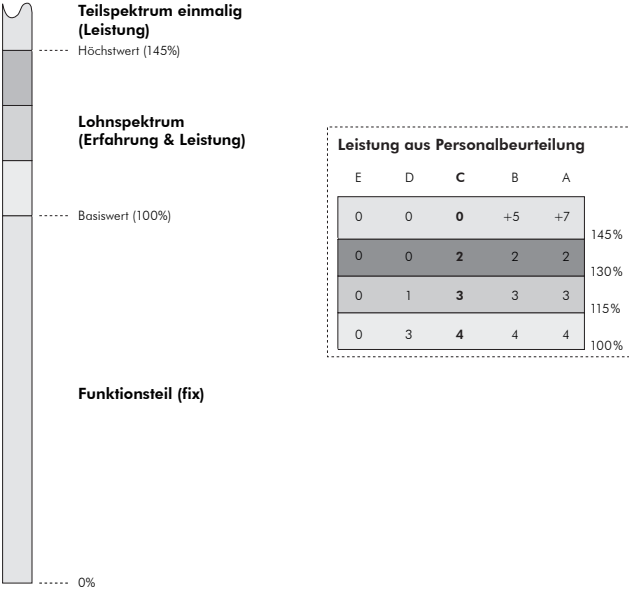 Teilspektrum einmalig
(Leistung)
Höchstwert (145%)
Lohnspektrum
(Erfahrung & Leistung)
Basiswert (100%)
Funktionsteil (fix)
0%
Leistung aus Personalbeurteilung
E D C B A
0 0 0 +5 +7
145%
0 0 2 2 2
130%
0 1 3 3 3
115%
0 3 4 4 4
100%